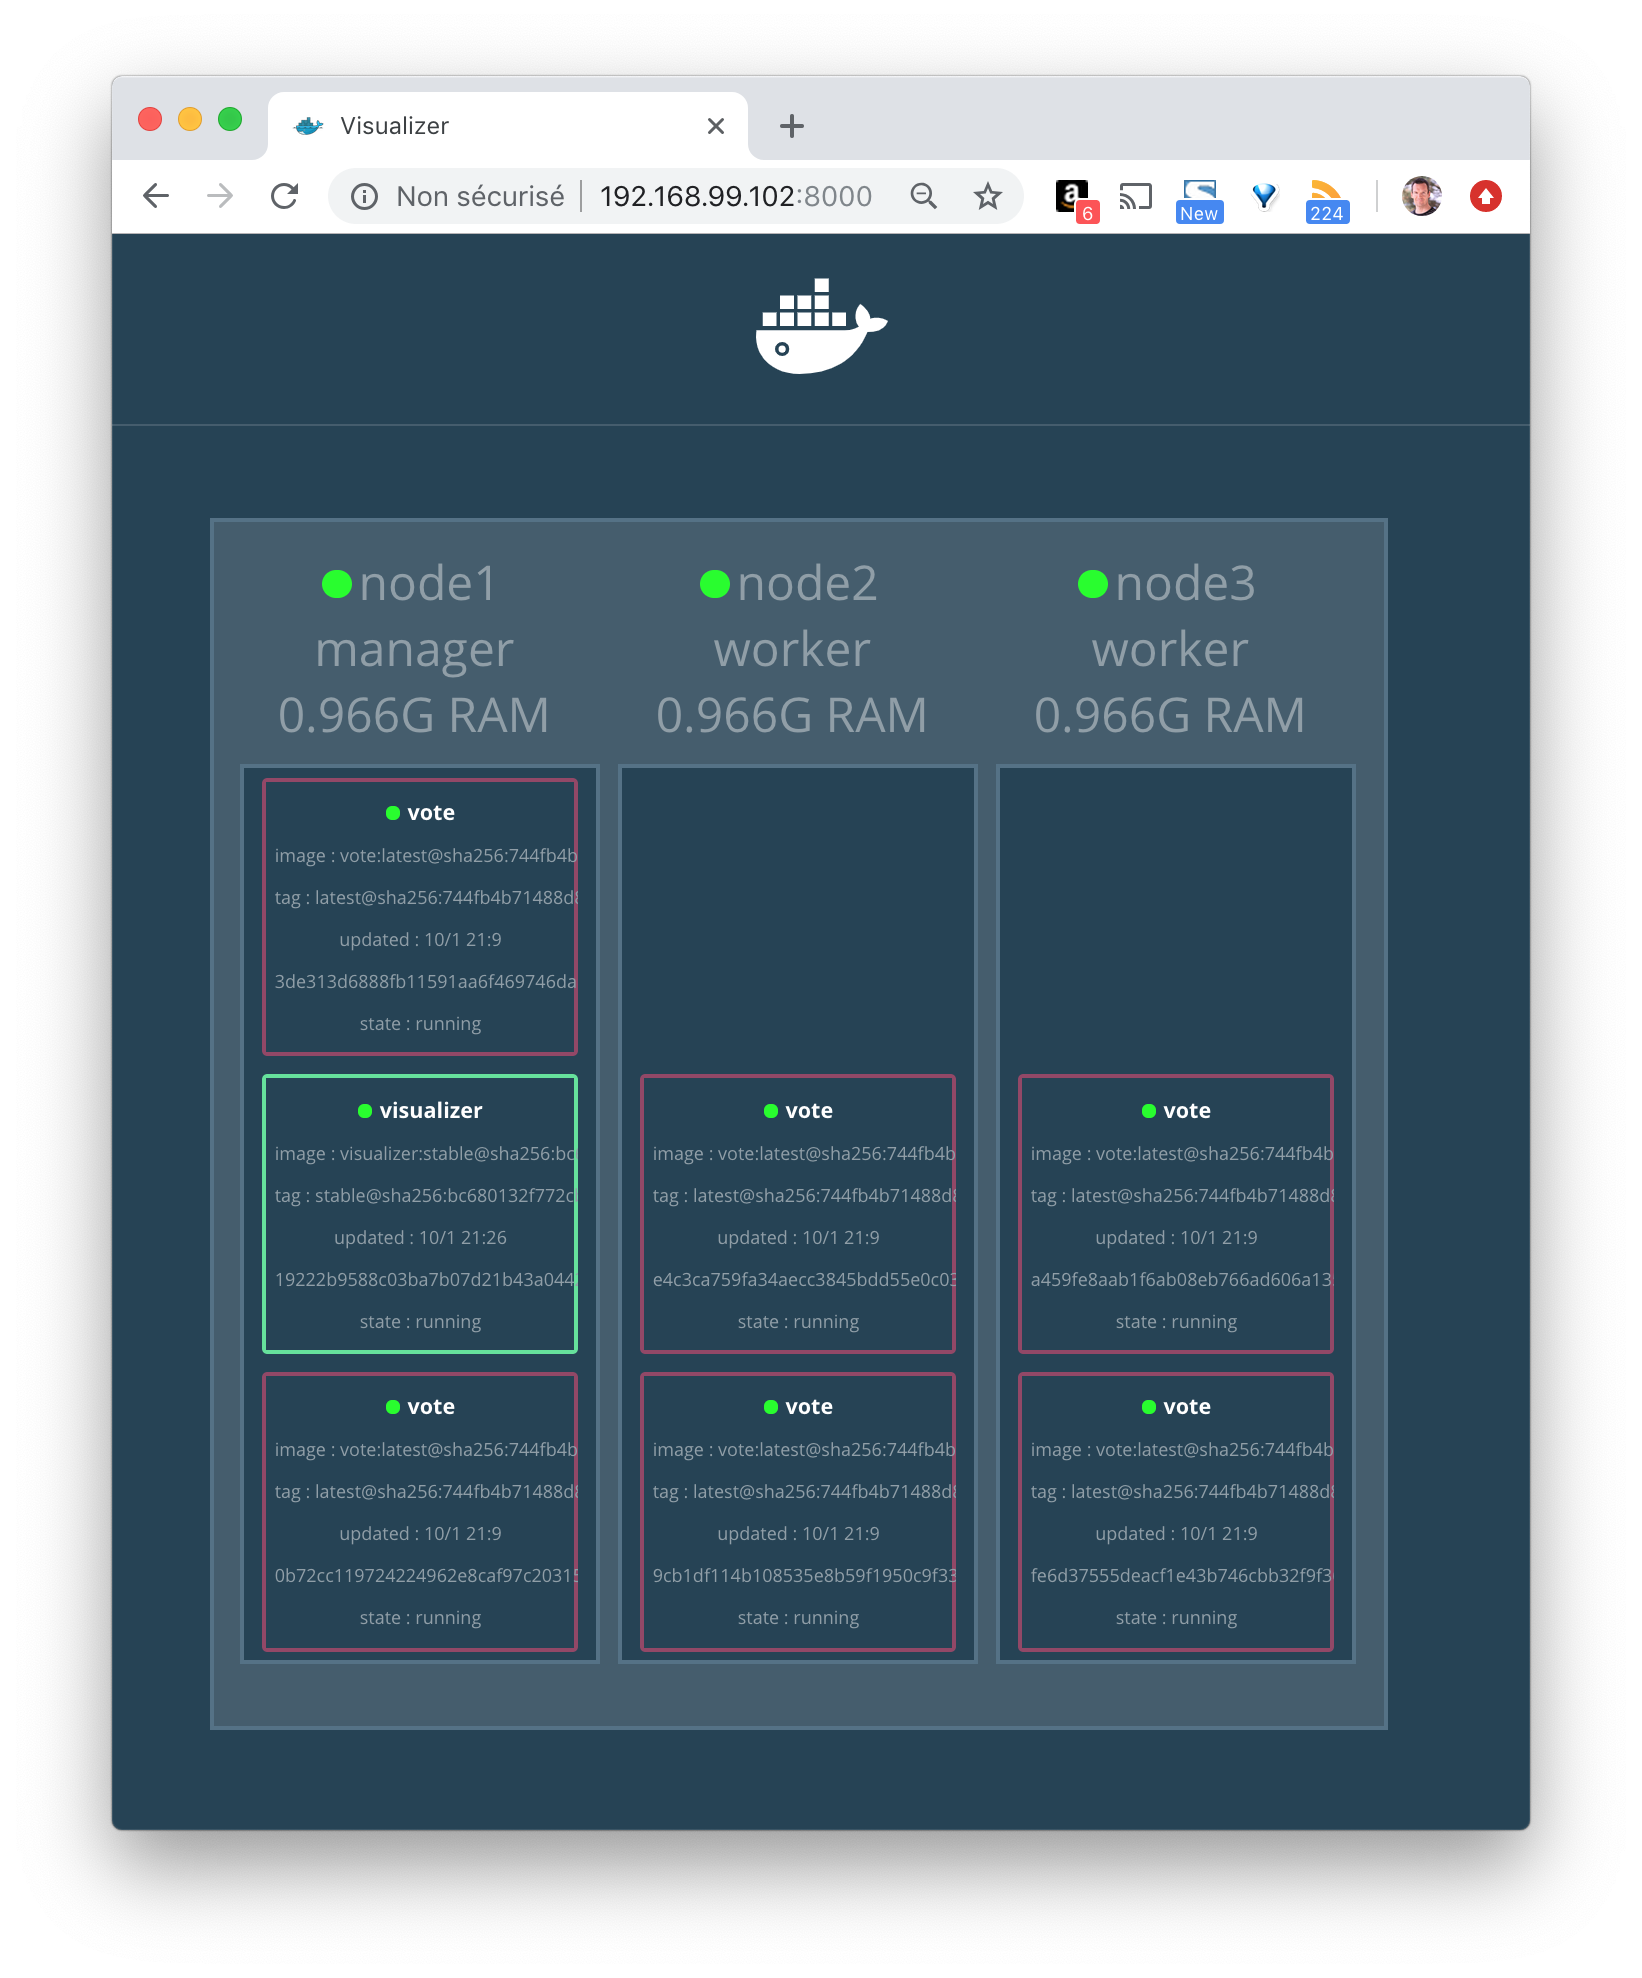 Visualizer
Non sécurisé 192.168.99.102:8000
6
New
224
node1
manager
0.966G RAM
vote
image : vote:latest@sha256:744fb4b
tag : latest@sha256:744fb4b71488d8
updated : 10/1 21:9
3de313d6888fb11591aa6f469746da
state : running
visualizer
image : visualizer:stable@sha256:bc
tag : stable@sha256:bc680132f772c
updated : 10/1 21:26
19222b9588c03ba7b07d21b43a044
state : running
vote
image : vote:latest@sha256:744fb4b
tag : latest@sha256:744fb4b71488d8
updated : 10/1 21:9
0b72cc119724224962e8caf97c20315
state : running
node2
worker
0.966G RAM
vote
image : vote:latest@sha256:744fb4b
tag : latest@sha256:744fb4b71488d8
updated : 10/1 21:9
e4c3ca759fa34aecc3845bdd55e0c03
state : running
vote
image : vote:latest@sha256:744fb4b
tag : latest@sha256:744fb4b71488d8
updated : 10/1 21:9
9cb1df114b108535e8b59f1950c9f33
state : running
node3
worker
0.966G RAM
vote
image : vote:latest@sha256:744fb4b
tag : latest@sha256:744fb4b71488d8
updated : 10/1 21:9
a459fe8aab1f6ab08eb766ad606a13
state : running
vote
image : vote:latest@sha256:744fb4b
tag : latest@sha256:744fb4b71488d8
updated : 10/1 21:9
fe6d37555deacf1e43b746cbb32f9f3
state : running